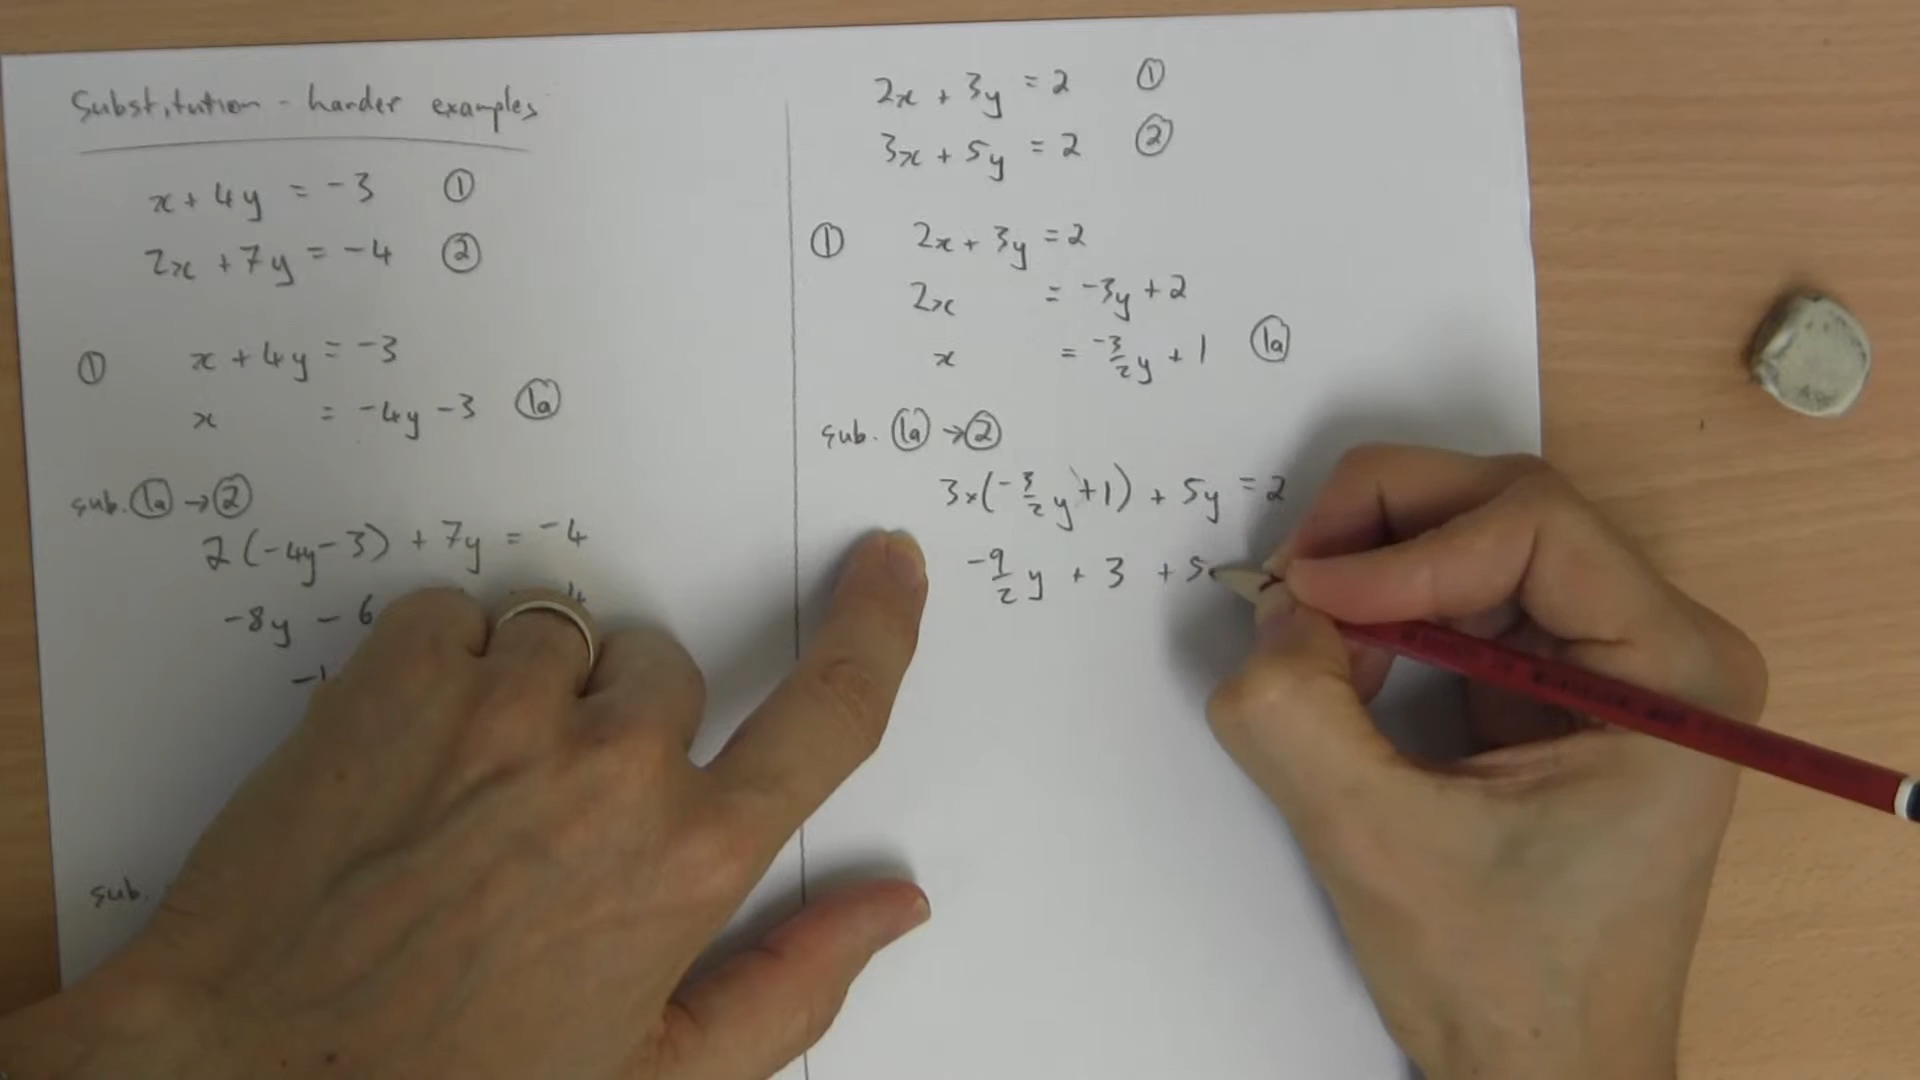 Substitution - harder examples
x + 4y = -3 ①
2x + 7y = -4 ②
① x + 4y = -3
x = -4y - 3 (1a)
sub. (1a) → ②
2(-4y-3) + 7y = -4
-8y - 6
sub.
2x + 3y = 2 ①
3x + 5y = 2 ②
① 2x + 3y = 2
2x = -3y + 2
x = -3/2 y + 1 (1a)
sub. (1a) → ②
3×(-3/2 y + 1) + 5y = 2
-9/2 y + 3 + 5